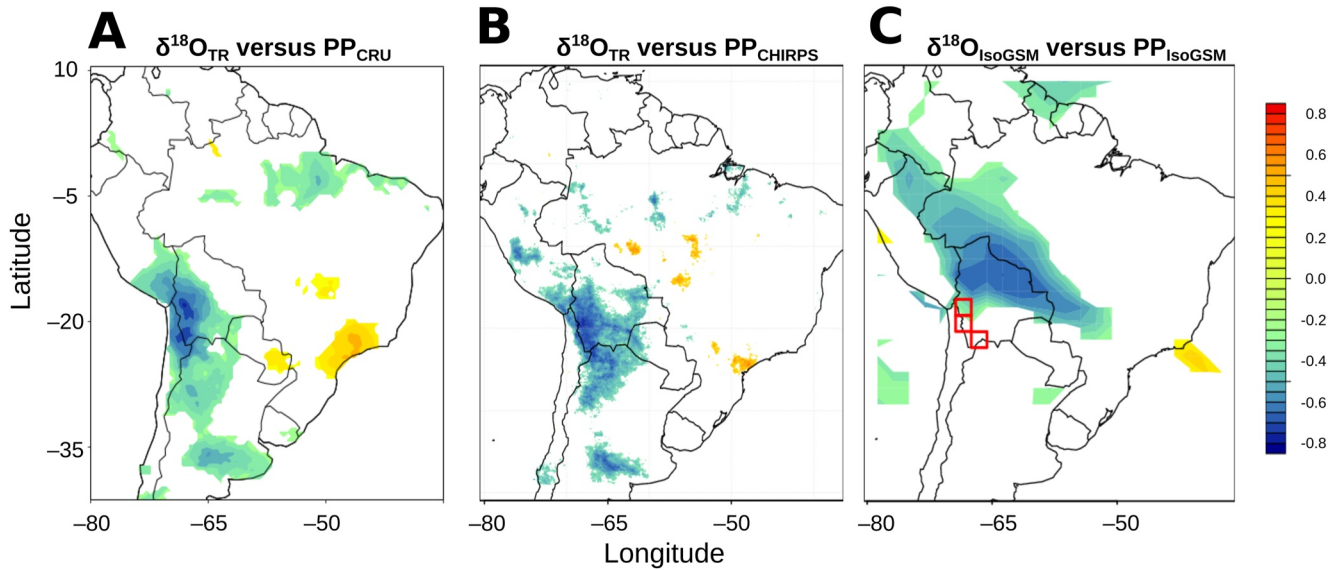 A B C
δ18OTR versus PPCRU δ18OTR versus PPCHIRPS δ18OIsoGSM versus PPIsoGSM
10
–5
–20
–35
Latitude
–80 –65 –50 –80 –65 –50 –80 –65 –50
Longitude
0.8
0.6
0.4
0.2
0.0
-0.2
-0.4
-0.6
-0.8